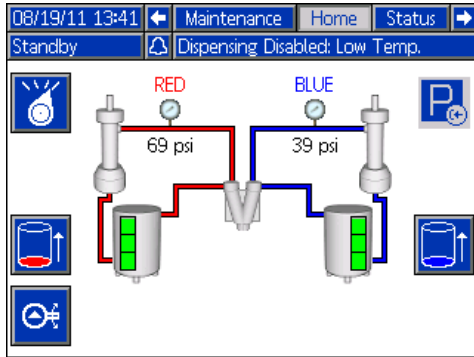 08/19/11 13:41 Maintenance Home Status
Standby Dispensing Disabled: Low Temp.
RED BLUE
69 psi 39 psi
P